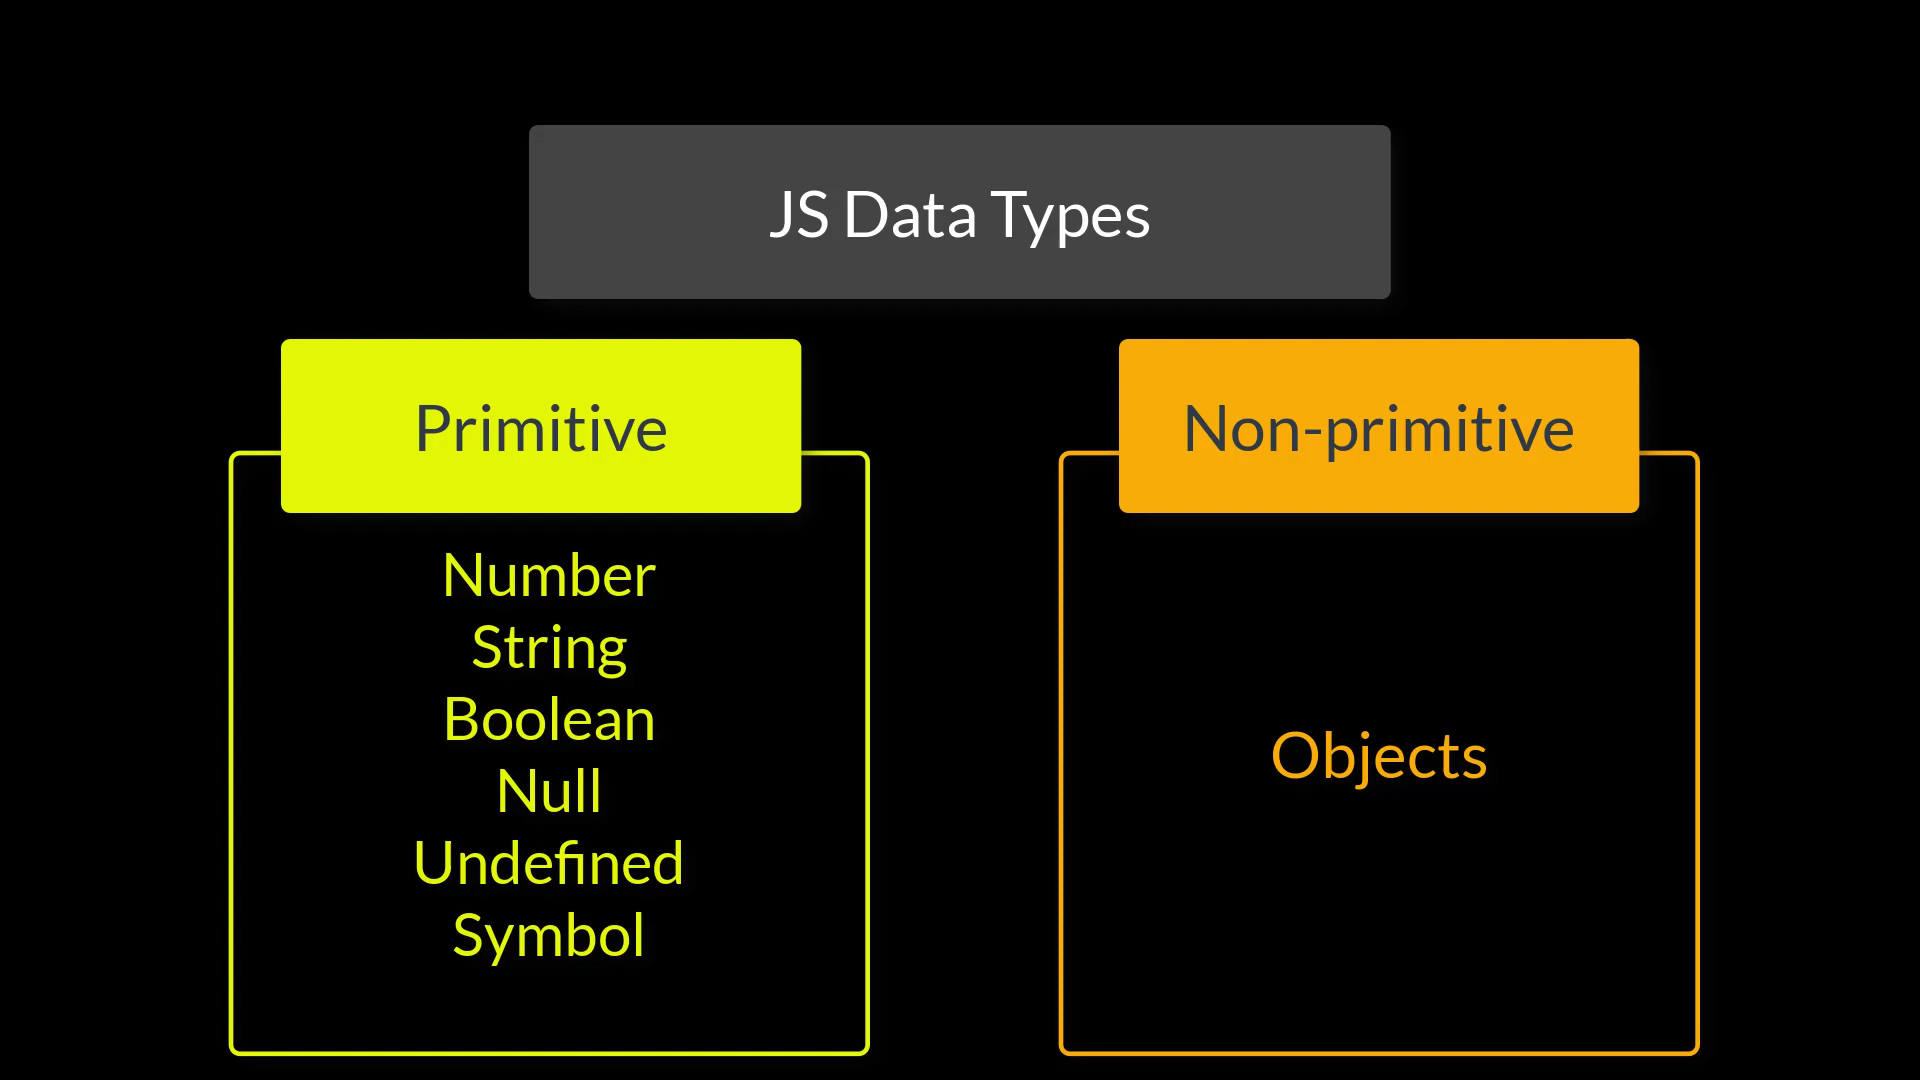 JS Data Types
Primitive
Number
String
Boolean
Null
Undefined
Symbol
Non-primitive
Objects